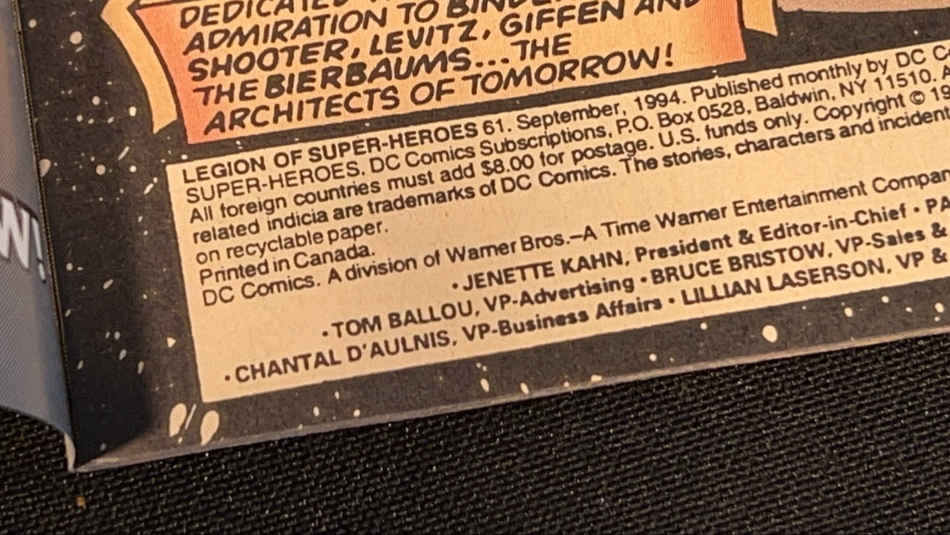 DEDICATED
ADMIRATION TO
SHOOTER, LEVITZ, GIFFEN AND
THE BIERBAUMS...THE
ARCHITECTS OF TOMORROW!
LEGION OF SUPER-HEROES 61. September, 1994. Published monthly by DC
SUPER-HEROES, DC Comics Subscriptions, P.O. Box 0528, Baldwin, NY 11510.
All foreign countries must add $8.00 for postage. U.S. funds only. Copyright © 19
related indicia are trademarks of DC Comics. The stories, characters and
on recyclable paper.
Printed in Canada.
DC Comics. A division of Warner Bros.—A Time Warner Entertainment
• JENETTE KAHN, President & Editor-in-Chief •
• TOM BALLOU, VP-Advertising • BRUCE BRISTOW, VP-Sales &
• CHANTAL D'AULNIS, VP-Business Affairs • LILLIAN LASERSON, VP &